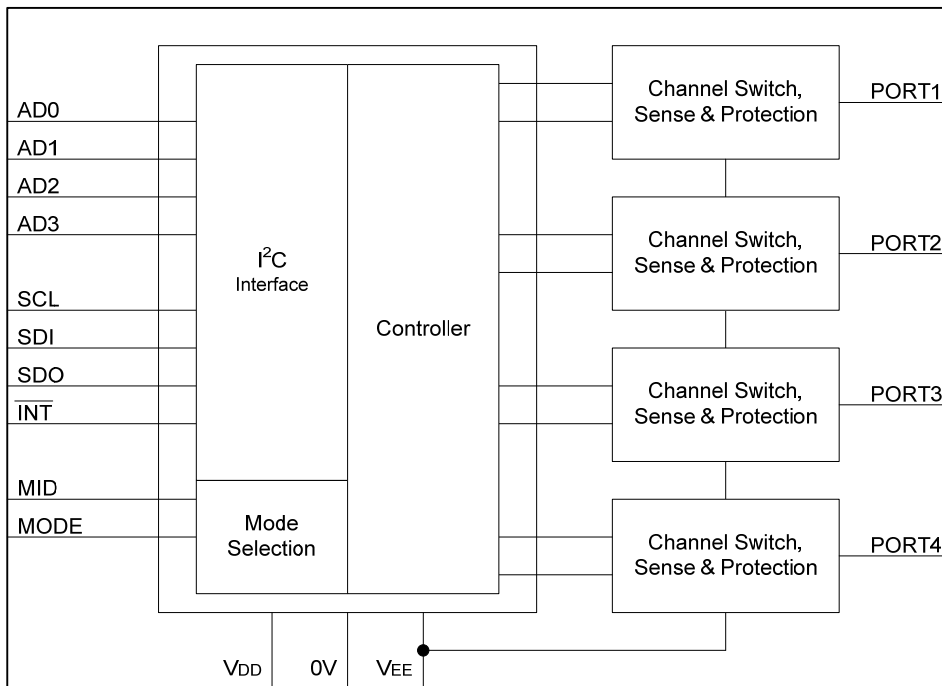 AD0
AD1
AD2
AD3
SCL
SDI
SDO
INT
MID
MODE
I²C
Interface
Mode
Selection
Controller
Channel Switch,
Sense & Protection
PORT1
Channel Switch,
Sense & Protection
PORT2
Channel Switch,
Sense & Protection
PORT3
Channel Switch,
Sense & Protection
PORT4
VDD
0V
VEE